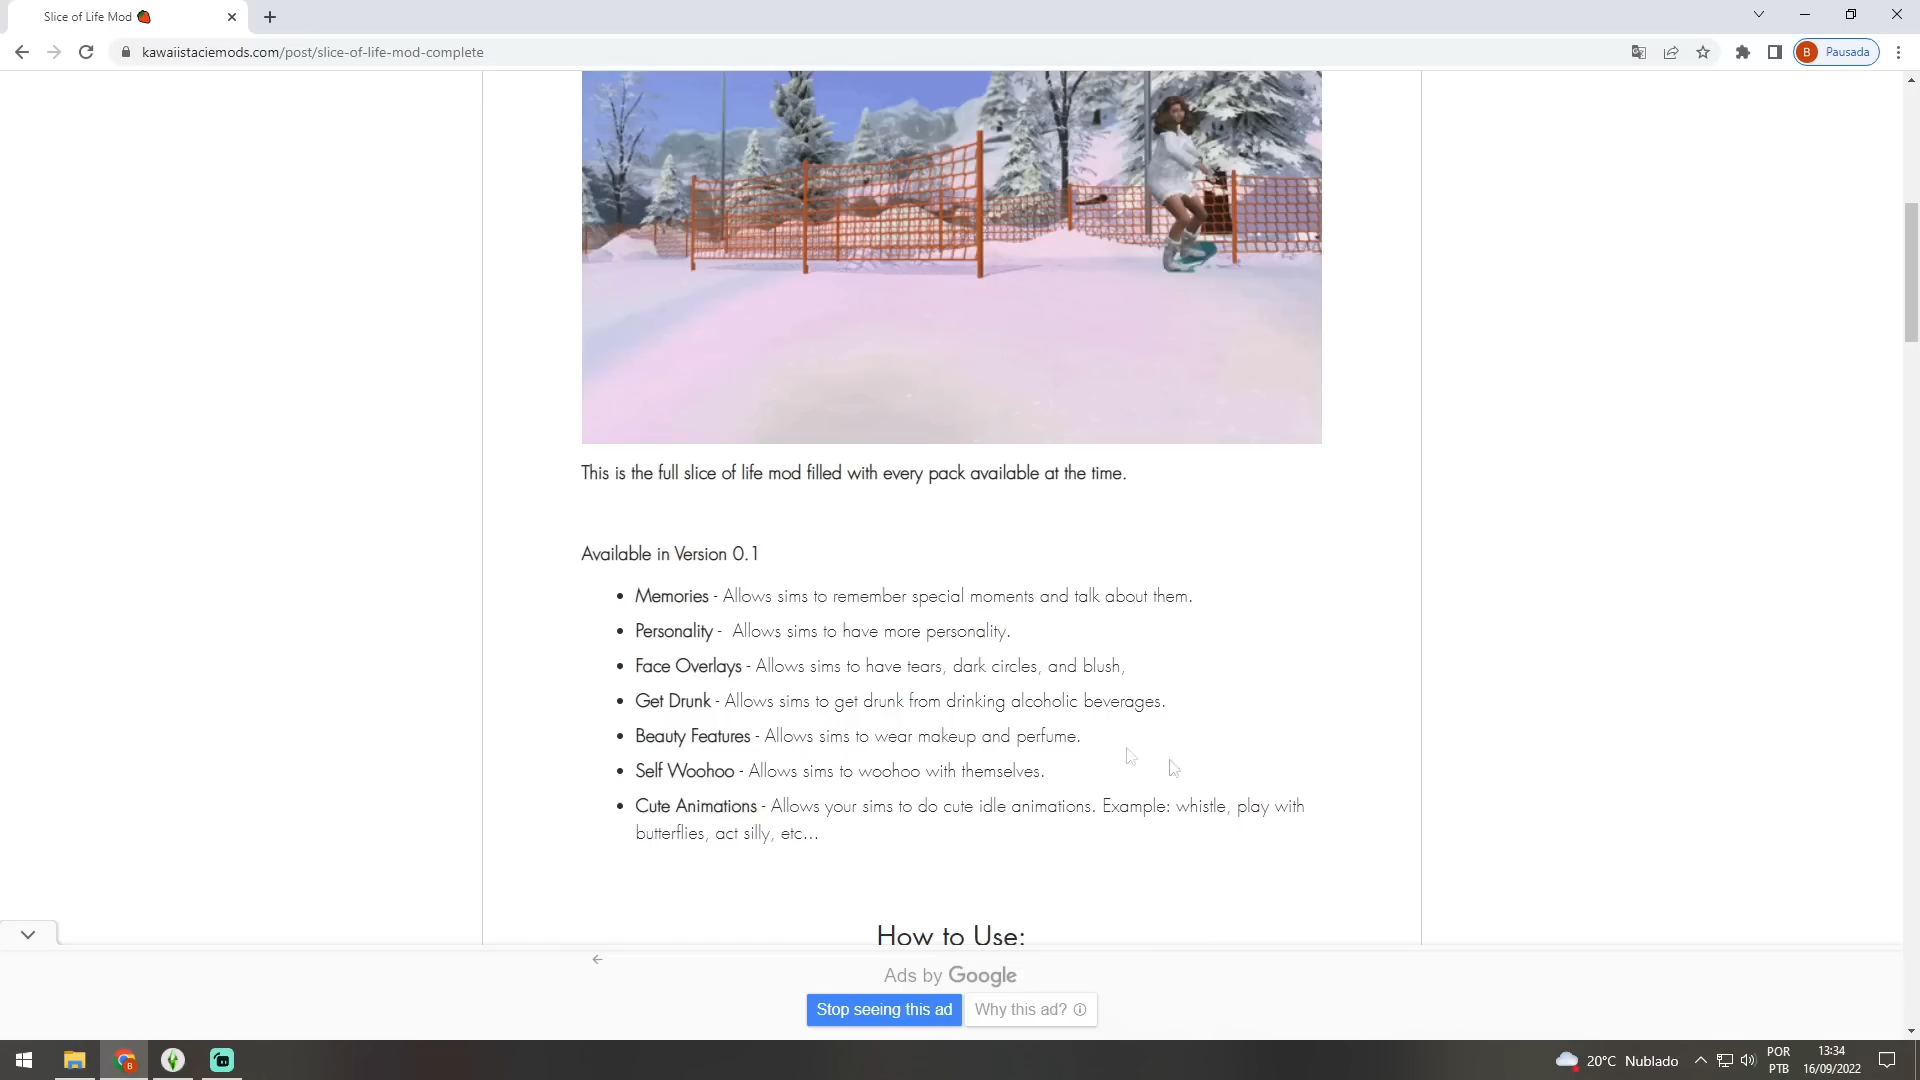 Slice of Life Mod
kawaiistaciemods.com/post/slice-of-life-mod-complete
B Pausada
This is the full slice of life mod filled with every pack available at the time.
Available in Version 0.1
• Memories - Allows sims to remember special moments and talk about them.
• Personality - Allows sims to have more personality.
• Face Overlays - Allows sims to have tears, dark circles, and blush,
• Get Drunk - Allows sims to get drunk from drinking alcoholic beverages.
• Beauty Features - Allows sims to wear makeup and perfume.
• Self Woohoo - Allows sims to woohoo with themselves.
• Cute Animations - Allows your sims to do cute idle animations. Example: whistle, play with
butterflies, act silly, etc...
How to Use:
Ads by Google
Stop seeing this ad Why this ad?
20°C Nublado
POR
PTB
13:34
16/09/2022